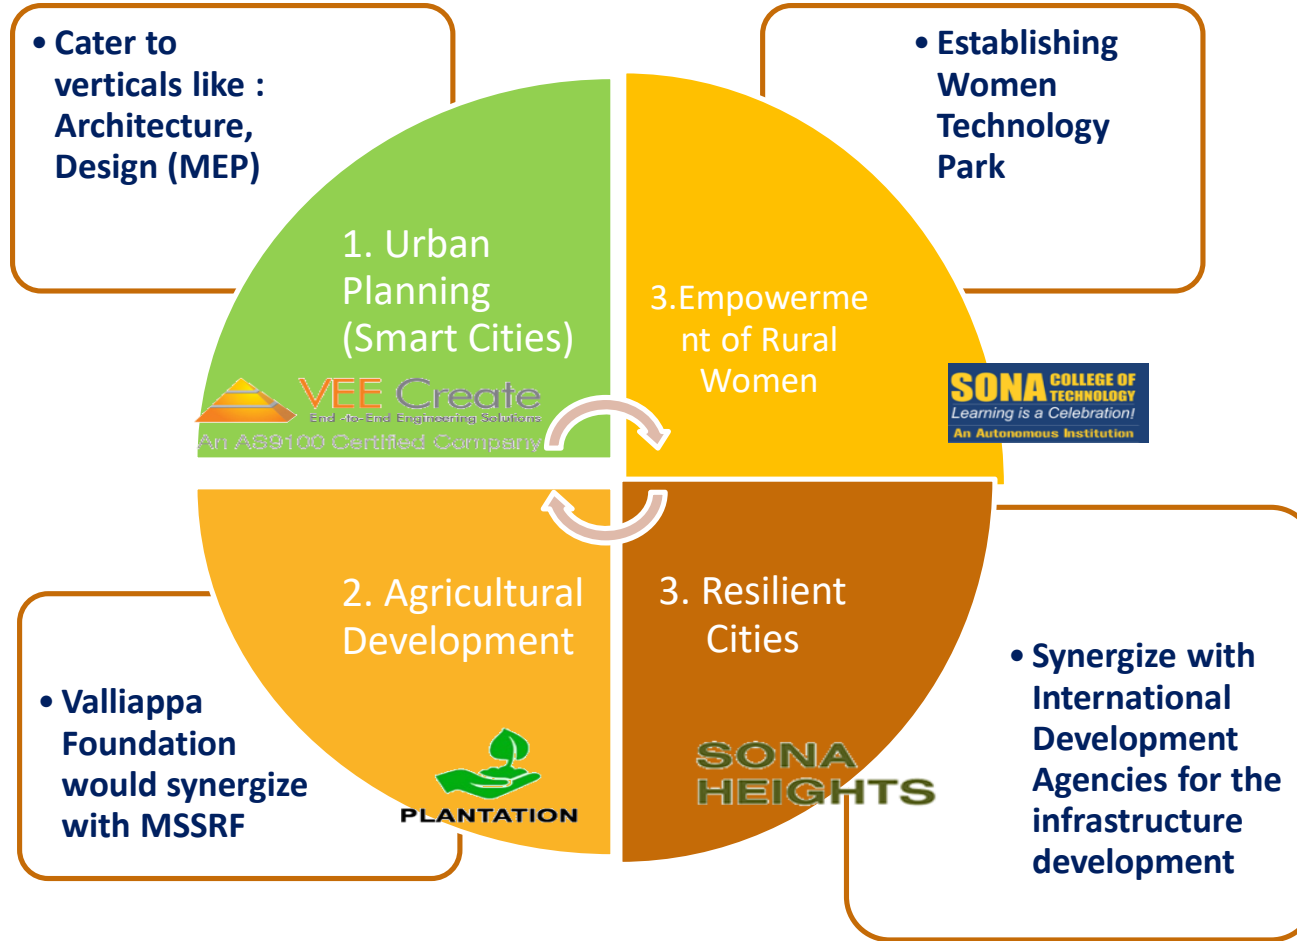 • Cater to
verticals like :
Architecture,
Design (MEP)
• Establishing
Women
Technology
Park
1. Urban
Planning
(Smart Cities)
VEE Create
End -to-End Engineering Solutions
An AS9100 Certified Company
3.Empowerme
nt of Rural
Women
SONA COLLEGE OF
TECHNOLOGY
Learning is a Celebration!
An Autonomous Institution
2. Agricultural
Development
PLANTATION
3. Resilient
Cities
SONA
HEIGHTS
• Valliappa
Foundation
would synergize
with MSSRF
• Synergize with
International
Development
Agencies for the
infrastructure
development